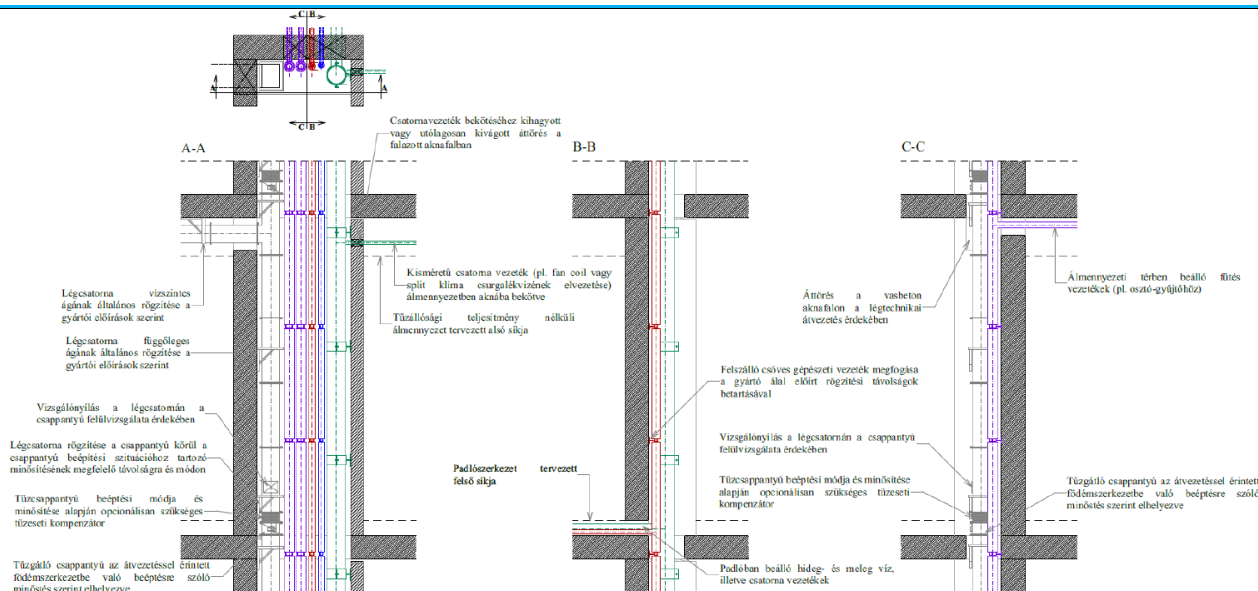 C B
A
A
C B
Csatornavezeték bekötéséhez kihagyott
vagy utólagosan kivágott áttörés a
falazott aknafalban
A-A
B-B
C-C
Légcsatorna vízszintes
ágának általános rögzítése a
gyártói előírások szerint
Légcsatorna függőleges
ágának általános rögzítése a
gyártói előírások szerint
Vizsgálónyílás a légcsatornán a
csappantyú felülvizsgálata érdekében
Légcsatorna rögzítése a csappantyú körül a
csappantyú beépítési szituációhoz tartozó
minősítésének megfelelő távolságra és módon
Tűzcsappantyú beépítési módja és
minősítése alapján opcionálisan szükséges
tűzeseti kompenzátor
Tűzgátló csappantyú az átvezetéssel érintett
födémszerkezetbe való beépítésre szóló
minőstés szerint elhelyezve
Kisméretű csatorna vezeték (pl. fan coil vagy
split klíma csurgalékvizének elvezetése)
álmennyezetben aknába bekötve
Tűzállósági teljesítmény nélküli
álmennyezet tervezett alsó síkja
Padlószerkezet tervezett
felső síkja
Felszálló csöves gépészeti vezeték megfogása
a gyártó álal előírt rögzítési távolságok
betartásával
Padlóban beálló hideg- és meleg víz,
illetve csatorna vezetékek
Áttörés a vasbeton
aknafalon a légtechnikai
átvezetés érdekében
Vizsgálónyílás a légcsatornán a csappantyú
felülvizsgálata érdekében
Tűzcsappantyú beépítési módja és minősítése
alapján opcionálisan szükséges tűzeseti
kompenzátor
Álmennyezeti térben beálló fűtés
vezetékek (pl. osztó-gyűjtőhöz)
Tűzgátló csappantyú az átvezetéssel érintett
födémszerkezetbe való beépítésre szóló
minőstés szerint elhelyezve